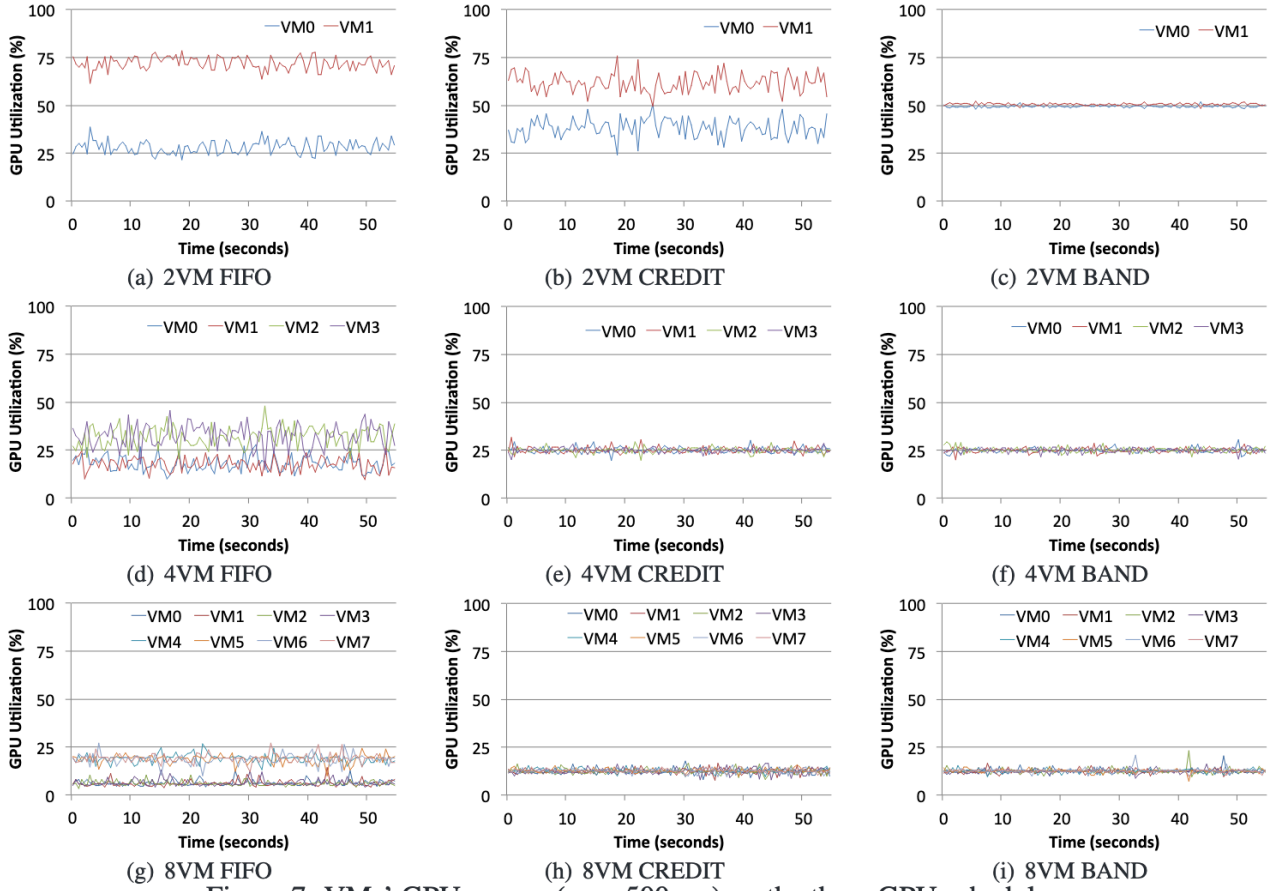 100
75
50
25
0
GPU Utilization (%)
VM0 VM1
0 10 20 30 40 50
Time (seconds)
(a) 2VM FIFO
100
75
50
25
0
GPU Utilization (%)
VM0 VM1
0 10 20 30 40 50
Time (seconds)
(b) 2VM CREDIT
100
75
50
25
0
GPU Utilization (%)
VM0 VM1
0 10 20 30 40 50
Time (seconds)
(c) 2VM BAND
100
75
50
25
0
GPU Utilization (%)
VM0 VM1 VM2 VM3
0 10 20 30 40 50
Time (seconds)
(d) 4VM FIFO
100
75
50
25
0
GPU Utilization (%)
VM0 VM1 VM2 VM3
0 10 20 30 40 50
Time (seconds)
(e) 4VM CREDIT
100
75
50
25
0
GPU Utilization (%)
VM0 VM1 VM2 VM3
0 10 20 30 40 50
Time (seconds)
(f) 4VM BAND
100
75
50
25
0
GPU Utilization (%)
VM0 VM1 VM2 VM3
VM4 VM5 VM6 VM7
0 10 20 30 40 50
Time (seconds)
(g) 8VM FIFO
100
75
50
25
0
GPU Utilization (%)
VM0 VM1 VM2 VM3
VM4 VM5 VM6 VM7
0 10 20 30 40 50
Time (seconds)
(h) 8VM CREDIT
100
75
50
25
0
GPU Utilization (%)
VM0 VM1 VM2 VM3
VM4 VM5 VM6 VM7
0 10 20 30 40 50
Time (seconds)
(i) 8VM BAND